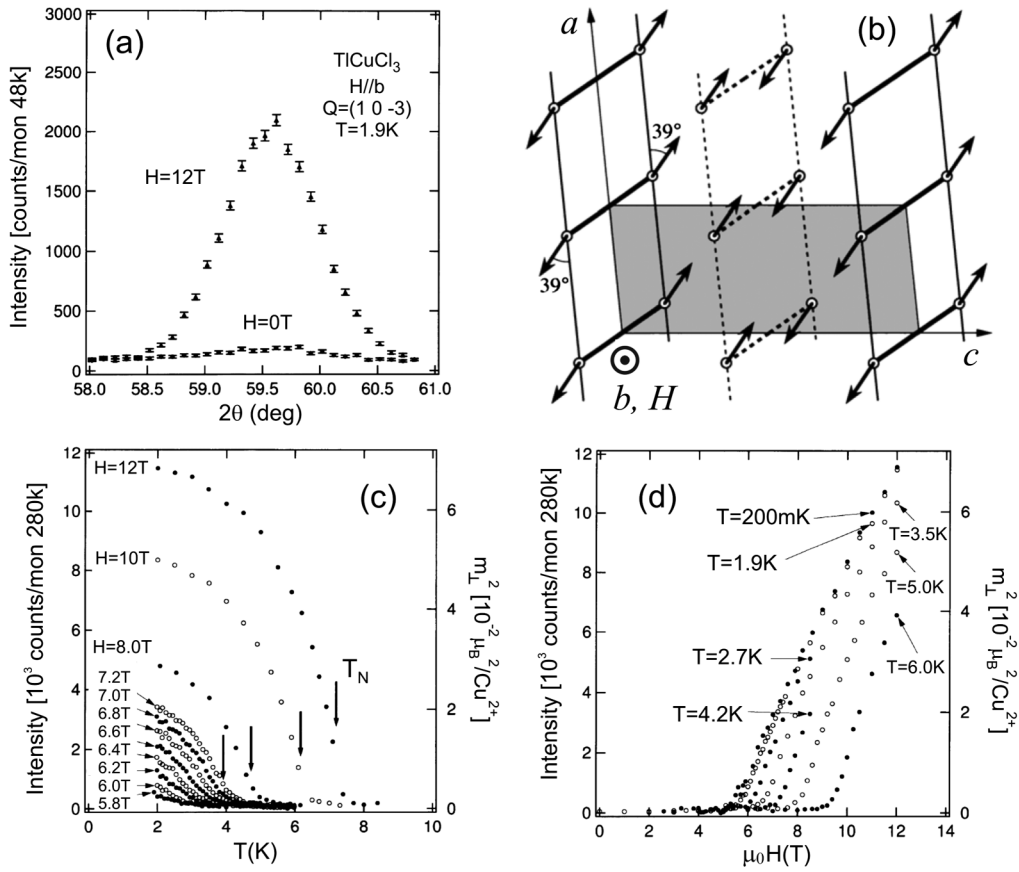 (a)
TlCuCl3
H//b
Q=(1 0 -3)
T=1.9K
H=12T
H=0T
3000
2500
2000
1500
1000
500
0
Intensity [counts/mon 48k]
58.0 58.5 59.0 59.5 60.0 60.5 61.0
2θ (deg)
(b)
a
39°
39°
c
b, H
(c)
H=12T
H=10T
H=8.0T
7.2T
7.0T
6.8T
6.6T
6.4T
6.2T
6.0T
5.8T
TN
12
10
8
6
4
2
0
Intensity [10³ counts/mon 280k]
6
4
2
0
m⊥² [10⁻² μB²/Cu²⁺]
0 2 4 6 8 10
T(K)
(d)
T=200mK
T=1.9K
T=3.5K
T=5.0K
T=2.7K
T=6.0K
T=4.2K
12
10
8
6
4
2
0
Intensity [10³ counts/mon 280k]
6
4
2
0
m⊥² [10⁻² μB²/Cu²⁺]
0 2 4 6 8 10 12 14
μ0H(T)